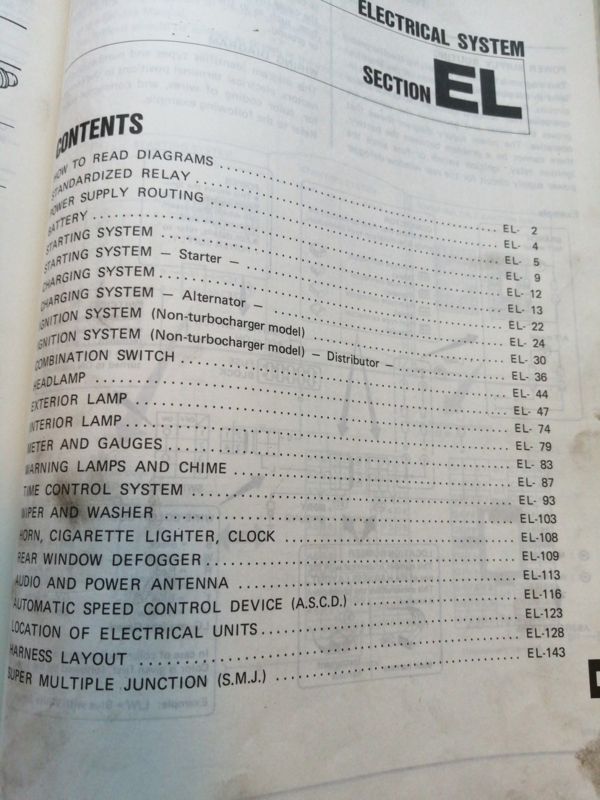 ELECTRICAL SYSTEM
SECTION EL
CONTENTS
HOW TO READ DIAGRAMS ... EL- 2
STANDARDIZED RELAY ... EL- 4
POWER SUPPLY ROUTING ... EL- 5
BATTERY ... EL- 9
STARTING SYSTEM ... EL- 12
STARTING SYSTEM — Starter — ... EL- 13
CHARGING SYSTEM ... EL- 22
CHARGING SYSTEM — Alternator — ... EL- 24
IGNITION SYSTEM (Non-turbocharger model) ... EL- 30
IGNITION SYSTEM (Non-turbocharger model) — Distributor — ... EL- 36
COMBINATION SWITCH ... EL- 44
HEADLAMP ... EL- 47
EXTERIOR LAMP ... EL- 74
INTERIOR LAMP ... EL- 79
METER AND GAUGES ... EL- 83
WARNING LAMPS AND CHIME ... EL- 87
TIME CONTROL SYSTEM ... EL- 93
WIPER AND WASHER ... EL-103
HORN, CIGARETTE LIGHTER, CLOCK ... EL-108
REAR WINDOW DEFOGGER ... EL-109
AUDIO AND POWER ANTENNA ... EL-113
AUTOMATIC SPEED CONTROL DEVICE (A.S.C.D.) ... EL-116
LOCATION OF ELECTRICAL UNITS ... EL-123
HARNESS LAYOUT ... EL-128
SUPER MULTIPLE JUNCTION (S.M.J.) ... EL-143